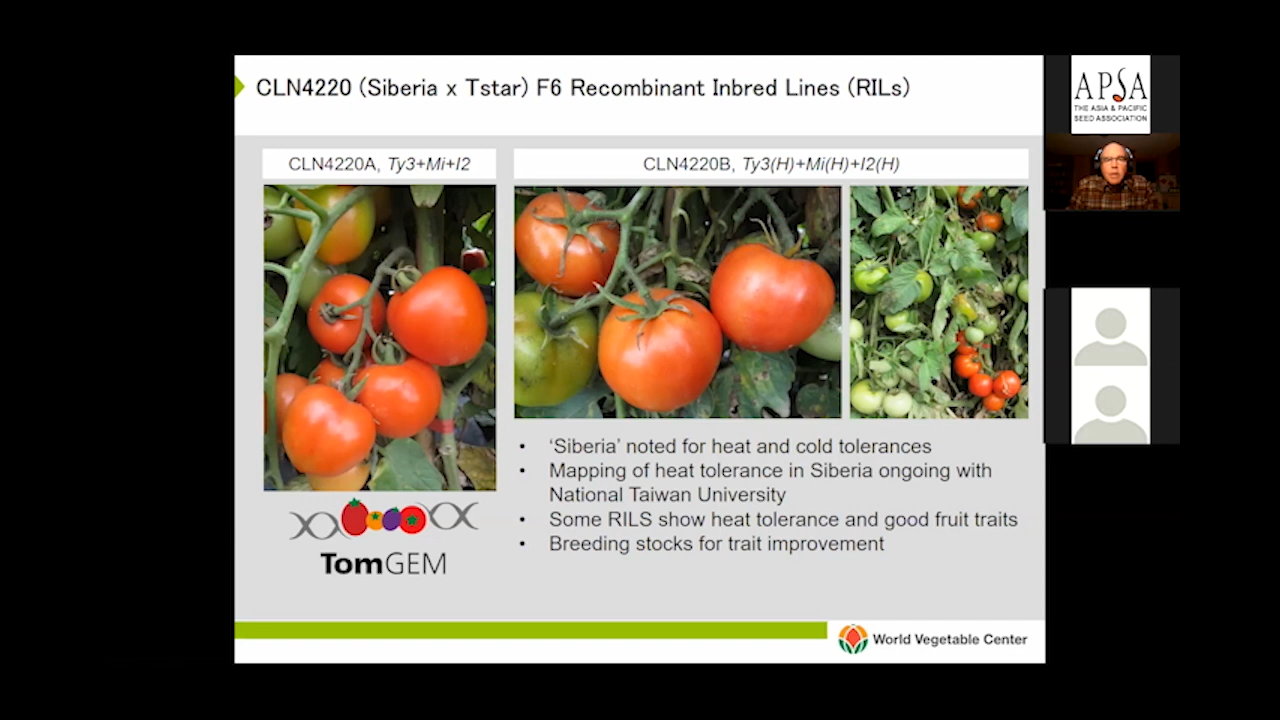 CLN4220 (Siberia x Tstar) F6 Recombinant Inbred Lines (RILs)
CLN4220A, Ty3+Mi+I2
CLN4220B, Ty3(H)+Mi(H)+I2(H)
• ‘Siberia’ noted for heat and cold tolerances
• Mapping of heat tolerance in Siberia ongoing with
National Taiwan University
• Some RILS show heat tolerance and good fruit traits
• Breeding stocks for trait improvement
TomGEM
World Vegetable Center
APSA
THE ASIA & PACIFIC
SEED ASSOCIATION